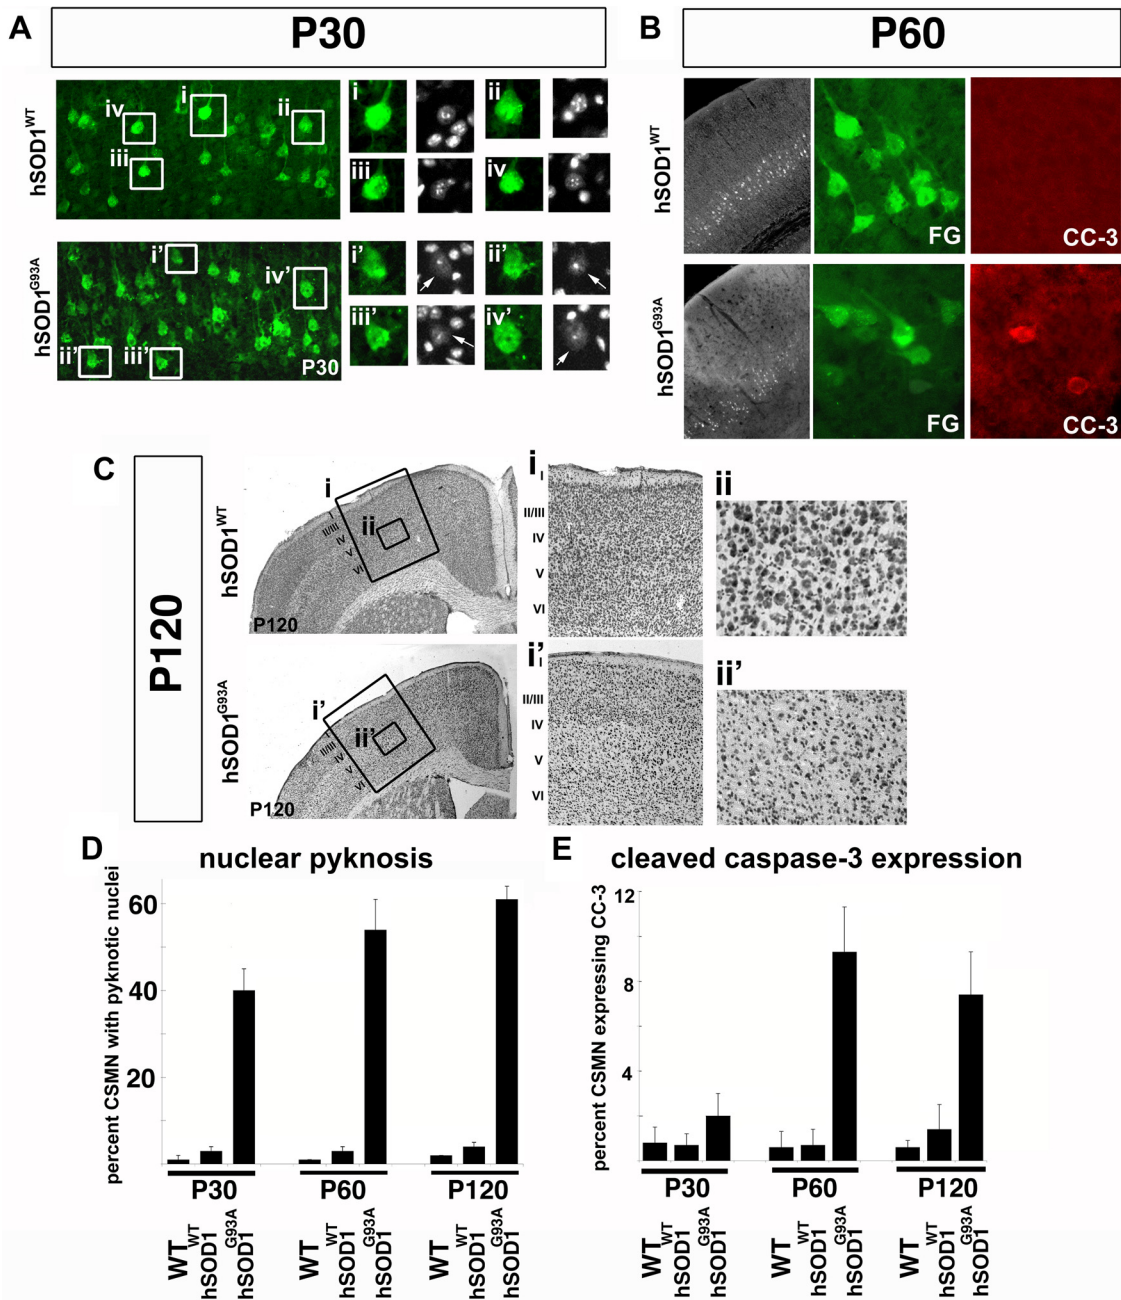 A
P30
hSOD1WT
iv
i
ii
iii
i
ii
iii
iv
hSOD1G93A
i'
iv'
ii'
iii'
P30
i'
ii'
iii'
iv'
B
P60
hSOD1WT
FG
CC-3
hSOD1G93A
FG
CC-3
C
P120
hSOD1WT
i
ii
I
II/III
IV
V
VI
P120
i
I
II/III
IV
V
VI
ii
hSOD1G93A
i'
ii'
I
II/III
IV
V
VI
P120
i'
I
II/III
IV
V
VI
ii'
D
nuclear pyknosis
percent CSMN with pyknotic nuclei
60
40
20
P30
P60
P120
WT
hSOD1WT
hSOD1G93A
WT
hSOD1WT
hSOD1G93A
WT
hSOD1WT
hSOD1G93A
E
cleaved caspase-3 expression
percent CSMN expressing CC-3
12
8
4
P30
P60
P120
WT
hSOD1WT
hSOD1G93A
WT
hSOD1WT
hSOD1G93A
WT
hSOD1WT
hSOD1G93A